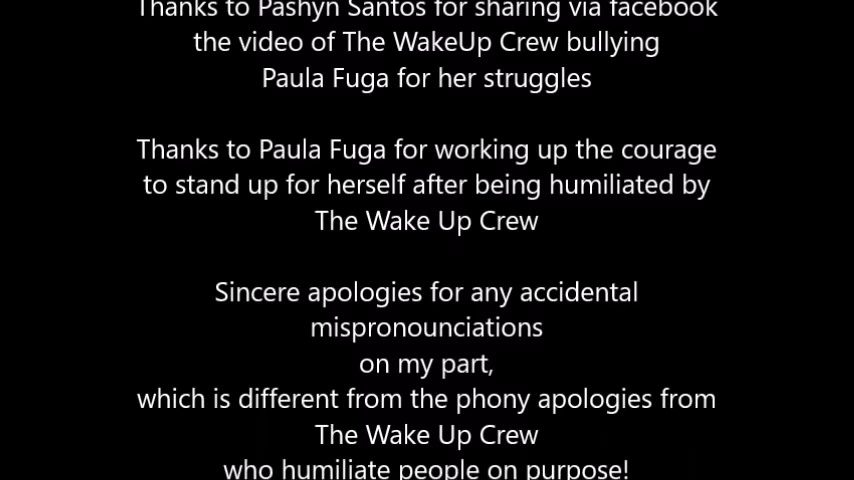 Thanks to Pashyn Santos for sharing via facebook
the video of The WakeUp Crew bullying
Paula Fuga for her struggles
Thanks to Paula Fuga for working up the courage
to stand up for herself after being humiliated by
The Wake Up Crew
Sincere apologies for any accidental
mispronounciations
on my part,
which is different from the phony apologies from
The Wake Up Crew
who humiliate people on purpose!